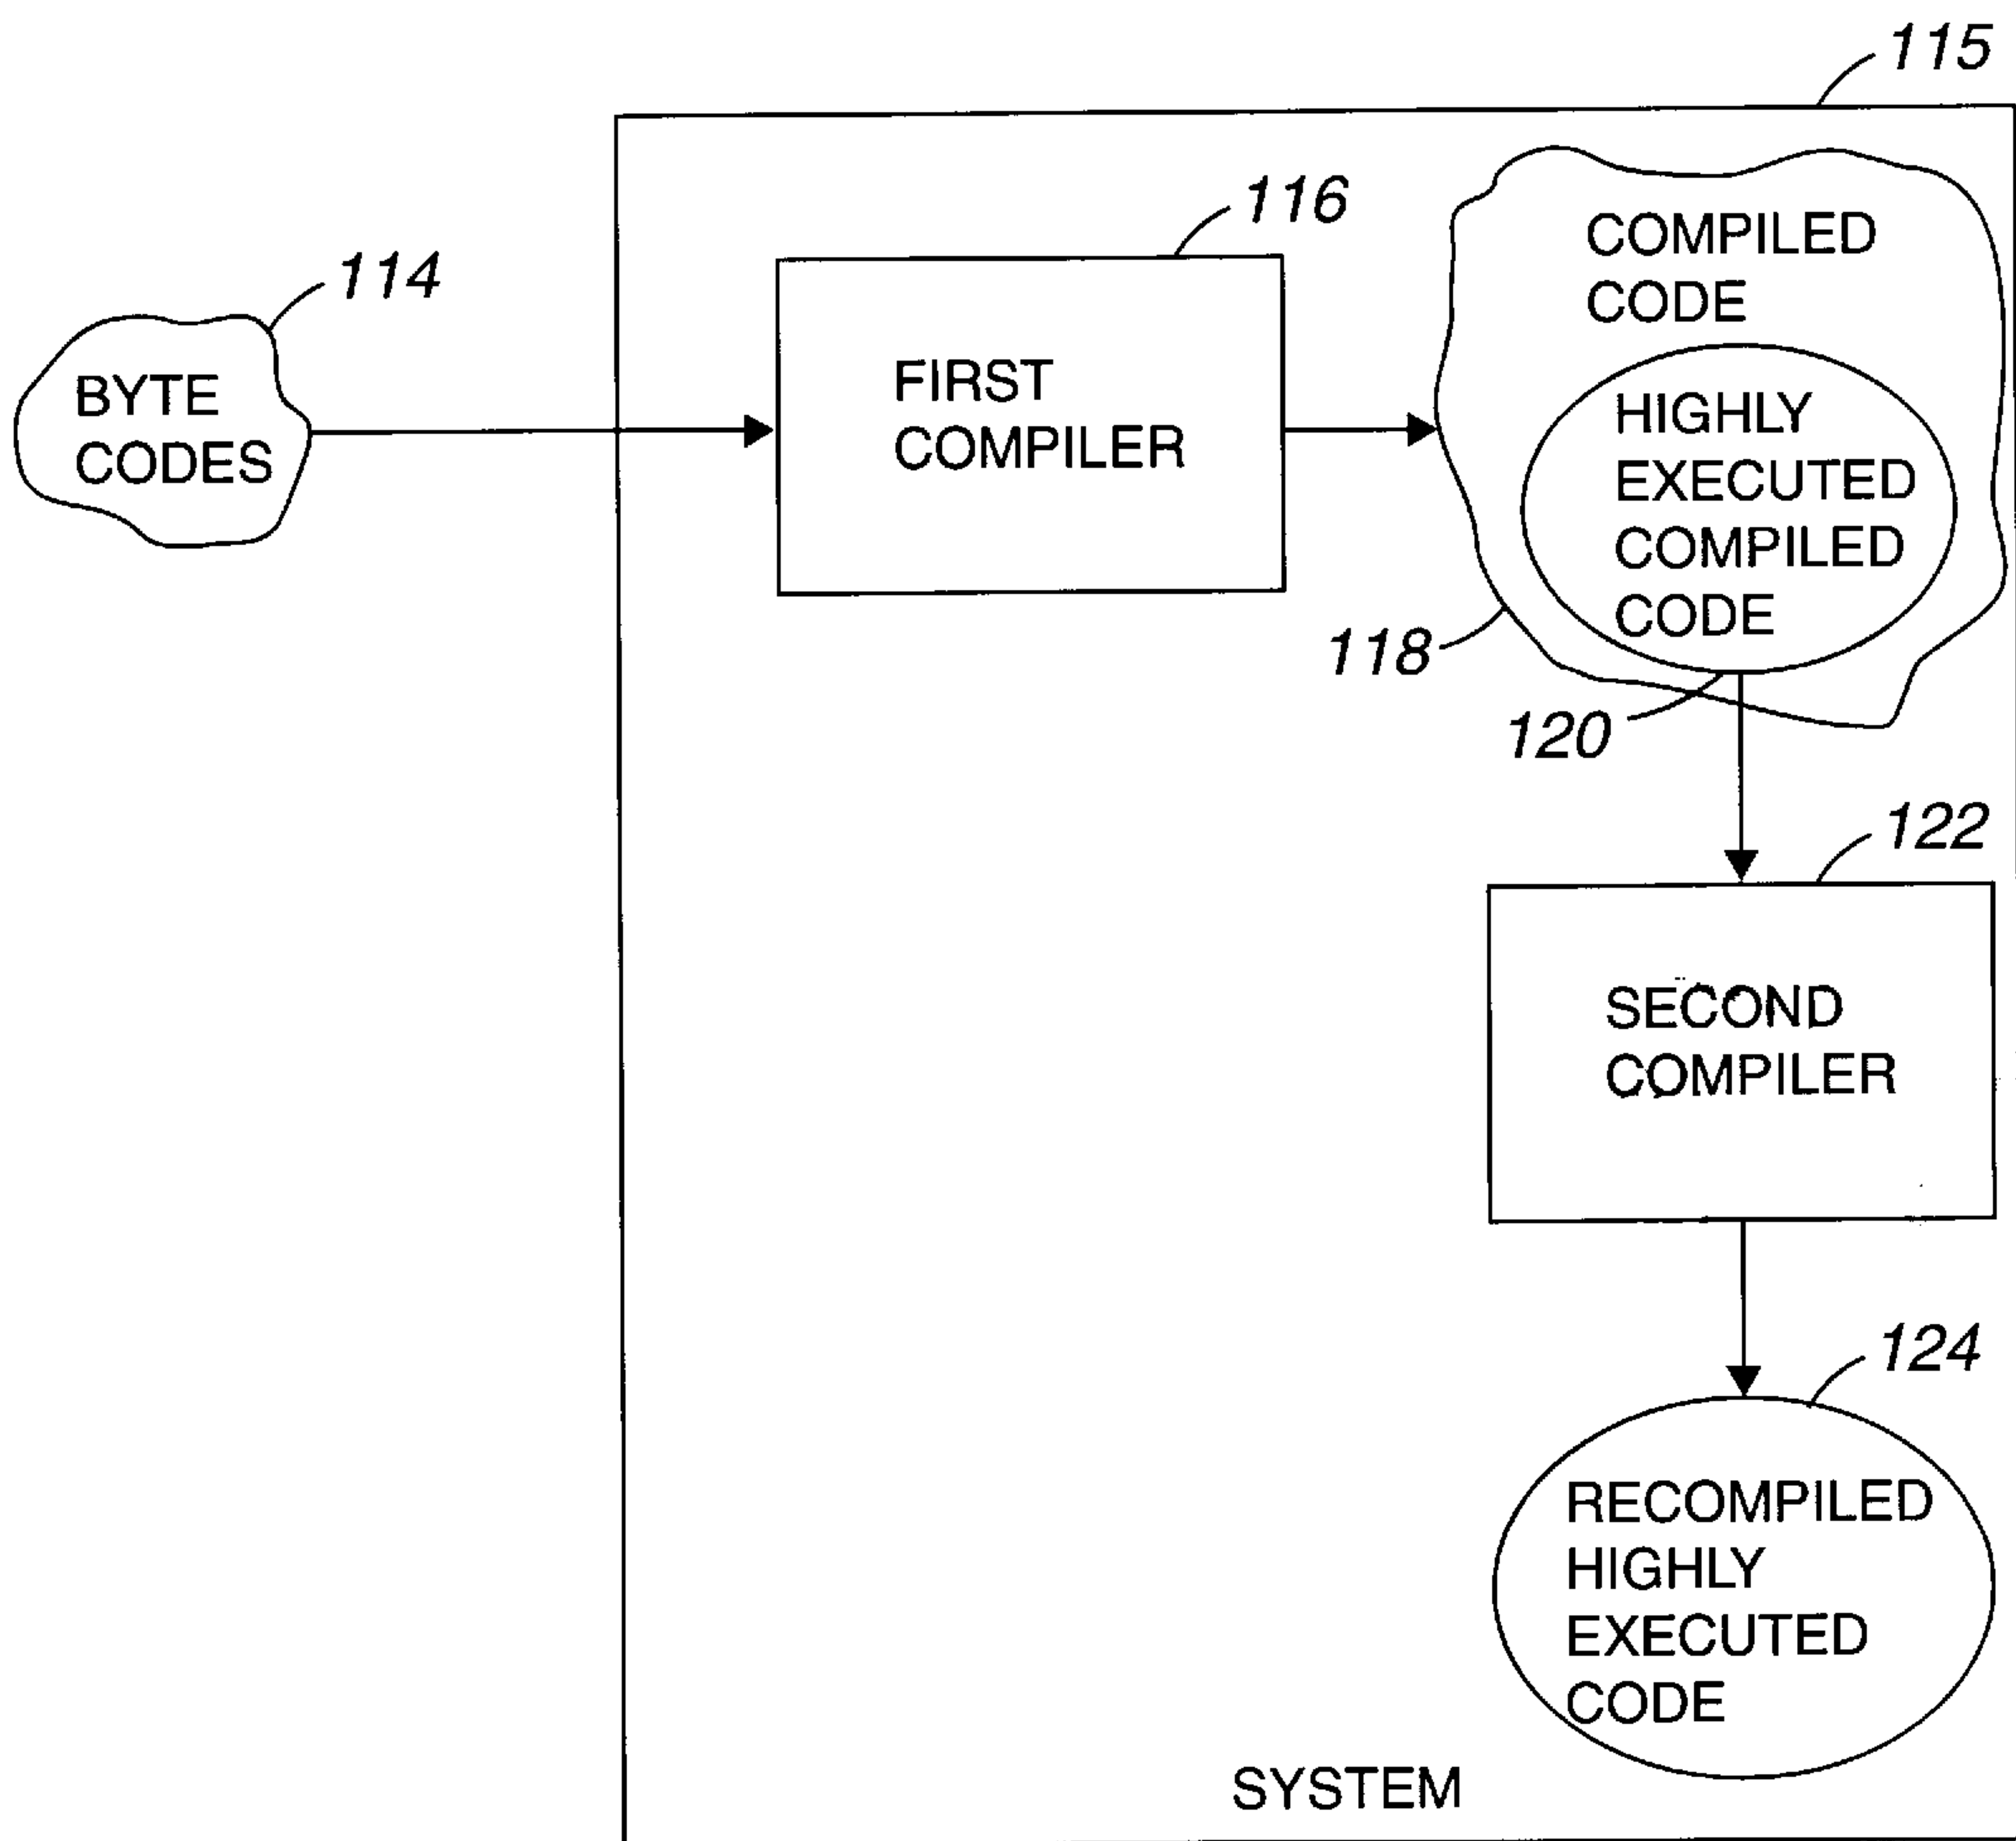 115
116
114
BYTE
CODES
FIRST
COMPILER
COMPILED
CODE
HIGHLY
EXECUTED
COMPILED
CODE
118
120
122
SECOND
COMPILER
124
RECOMPILED
HIGHLY
EXECUTED
CODE
SYSTEM